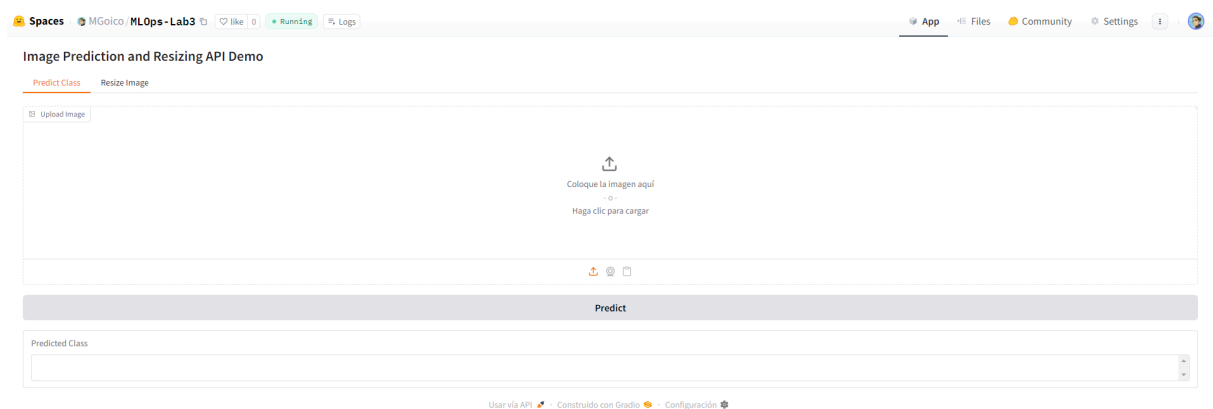 Spaces MGoico/MLOps-Lab3 like 0 Running Logs App Files Community Settings
Image Prediction and Resizing API Demo
Predict Class Resize Image
Upload Image
Coloque la imagen aquí
- o -
Haga clic para cargar
Predict
Predicted Class
Usar vía API · Construido con Gradio · Configuración